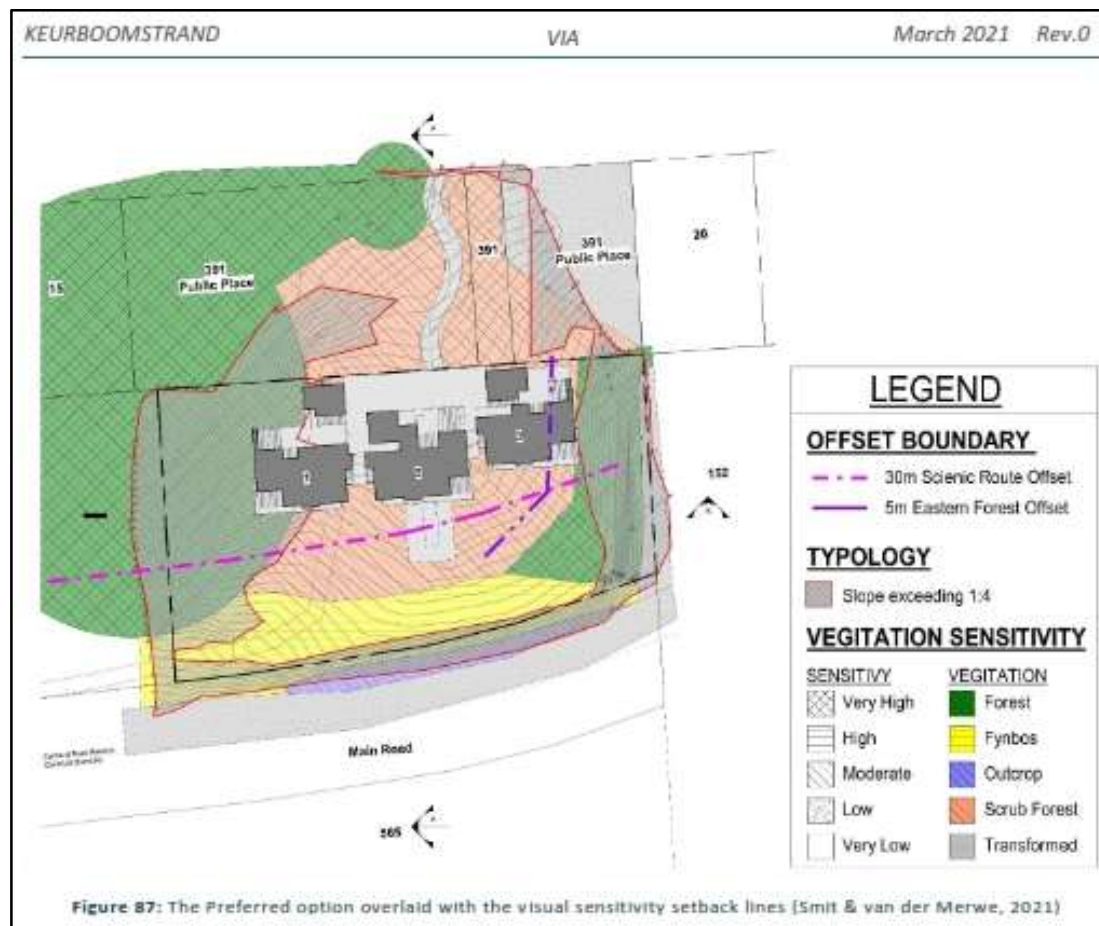 KEURBOOMSTRAND VIA March 2021 Rev.0
391
Public Place
15
391
391
Public Place
20
1
152
Main Road
565
LEGEND
OFFSET BOUNDARY
30m Scienic Route Offset
5m Eastern Forest Offset
TYPOLOGY
Slope exceeding 1:4
VEGITATION SENSITIVITY
SENSITIVY VEGITATION
Very High Forest
High Fynbos
Moderate Outcrop
Low Scrub Forest
Very Low Transformed
Figure 87: The Preferred option overlaid with the visual sensitivity setback lines (Smit & van der Merwe, 2021)